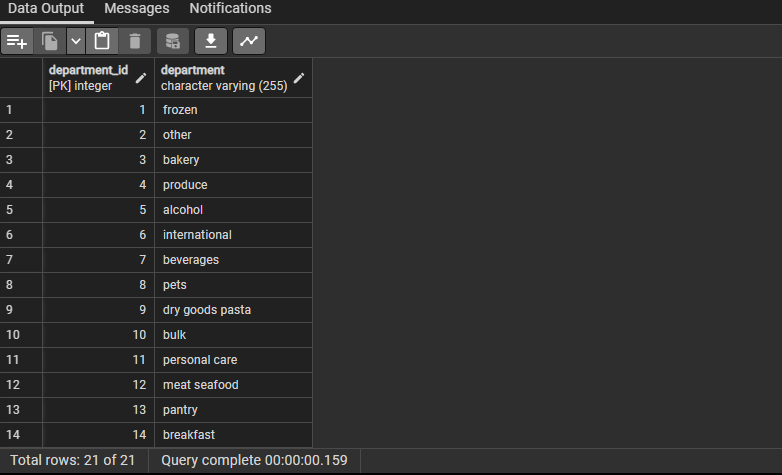 Data Output Messages Notifications
department_id department
[PK] integer character varying (255)
1 1 frozen
2 2 other
3 3 bakery
4 4 produce
5 5 alcohol
6 6 international
7 7 beverages
8 8 pets
9 9 dry goods pasta
10 10 bulk
11 11 personal care
12 12 meat seafood
13 13 pantry
14 14 breakfast
Total rows: 21 of 21 Query complete 00:00:00.159